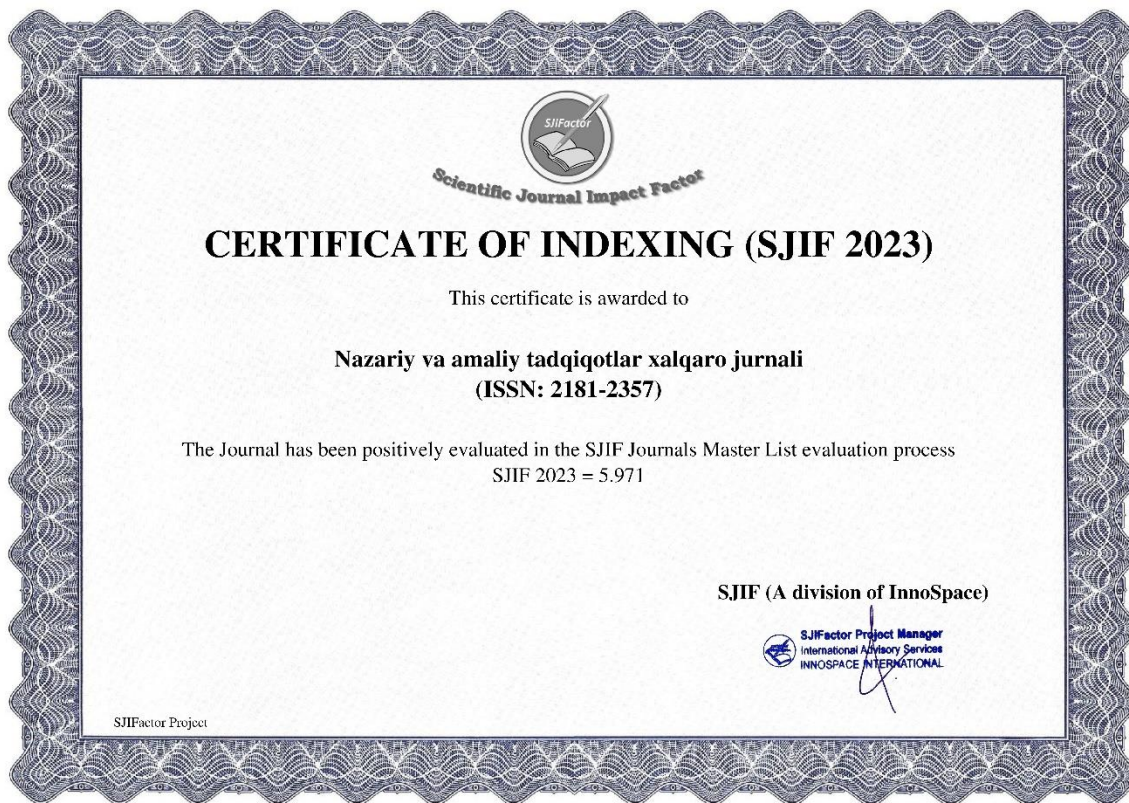 SJIFactor
Scientific Journal Impact Factor
CERTIFICATE OF INDEXING (SJIF 2023)
This certificate is awarded to
Nazariy va amaliy tadqiqotlar xalqaro jurnali
(ISSN: 2181-2357)
The Journal has been positively evaluated in the SJIF Journals Master List evaluation process
SJIF 2023 = 5.971
SJIF (A division of InnoSpace)
SJIFactor Project Manager
International Advisory Services
INNOSPACE INTERNATIONAL
SJIFactor Project